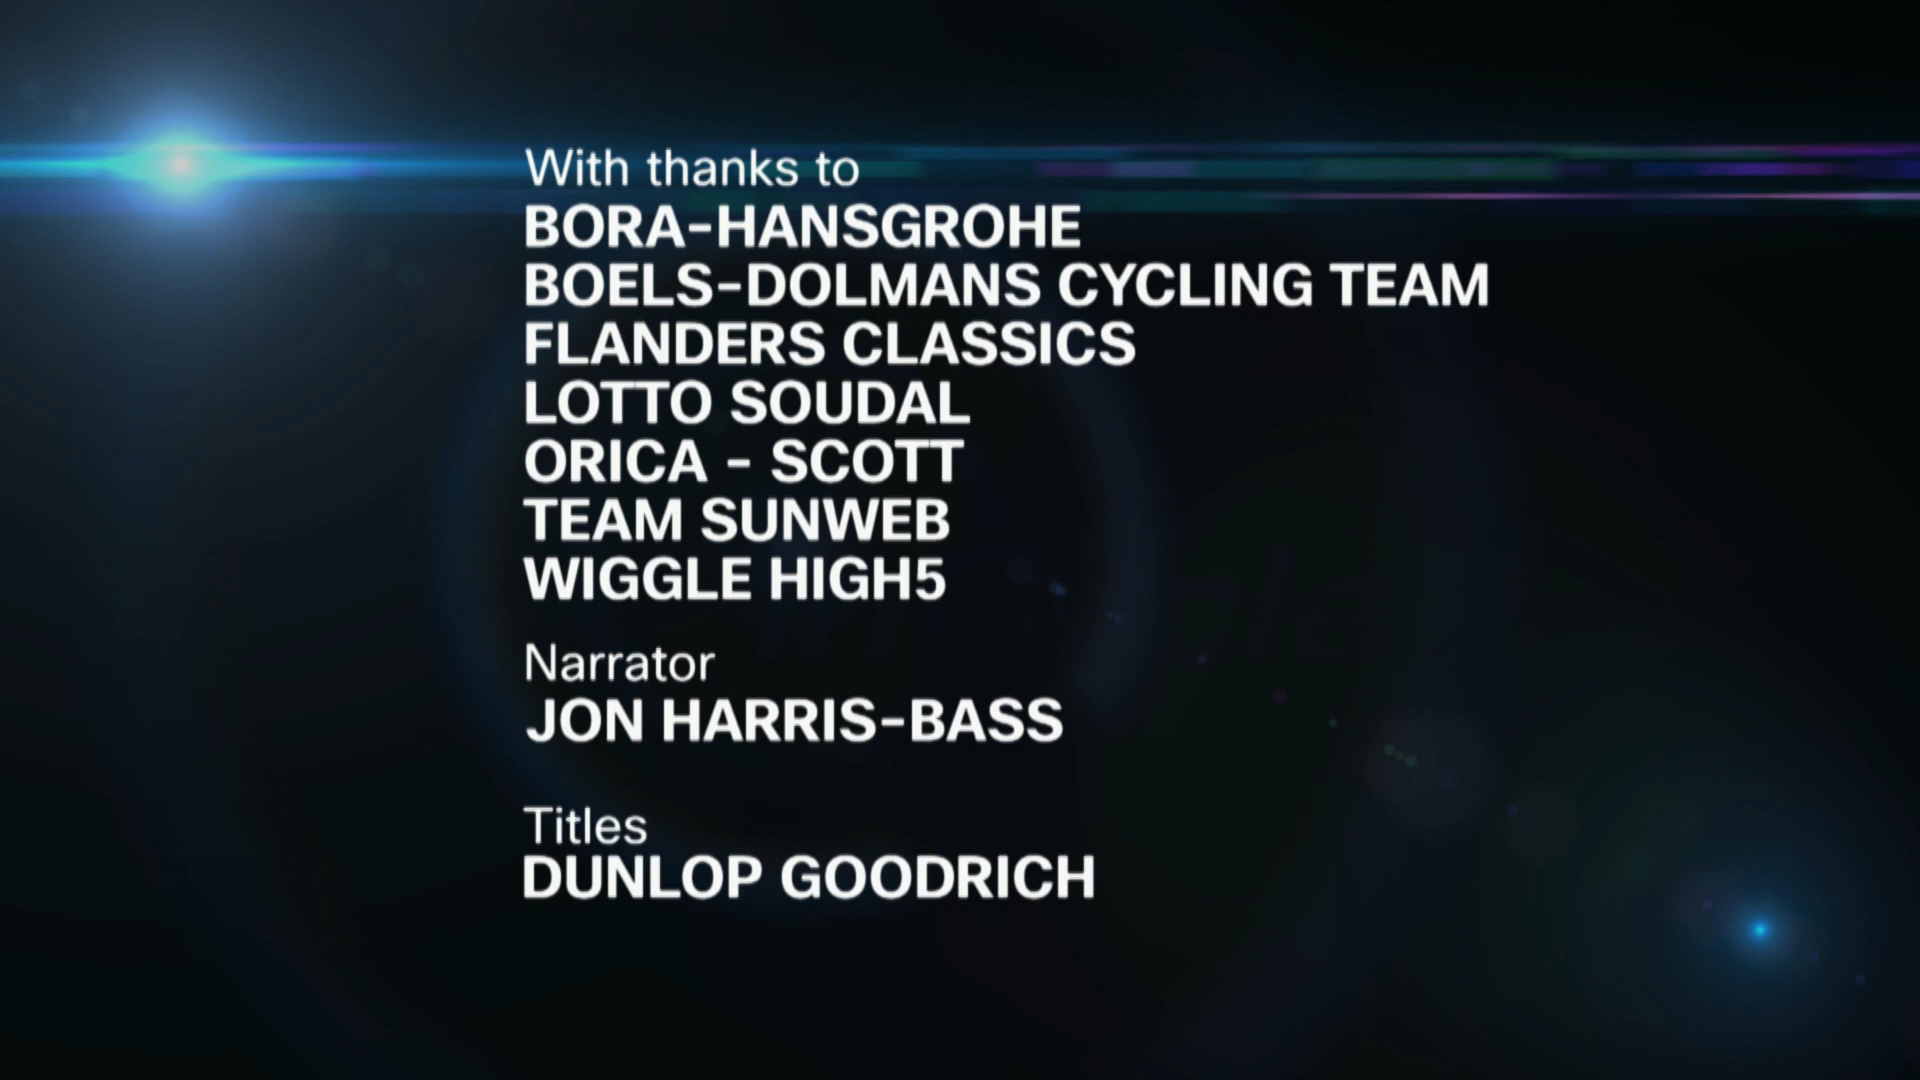 With thanks to
BORA-HANSGROHE
BOELS-DOLMANS CYCLING TEAM
FLANDERS CLASSICS
LOTTO SOUDAL
ORICA - SCOTT
TEAM SUNWEB
WIGGLE HIGH5
Narrator
JON HARRIS-BASS
Titles
DUNLOP GOODRICH